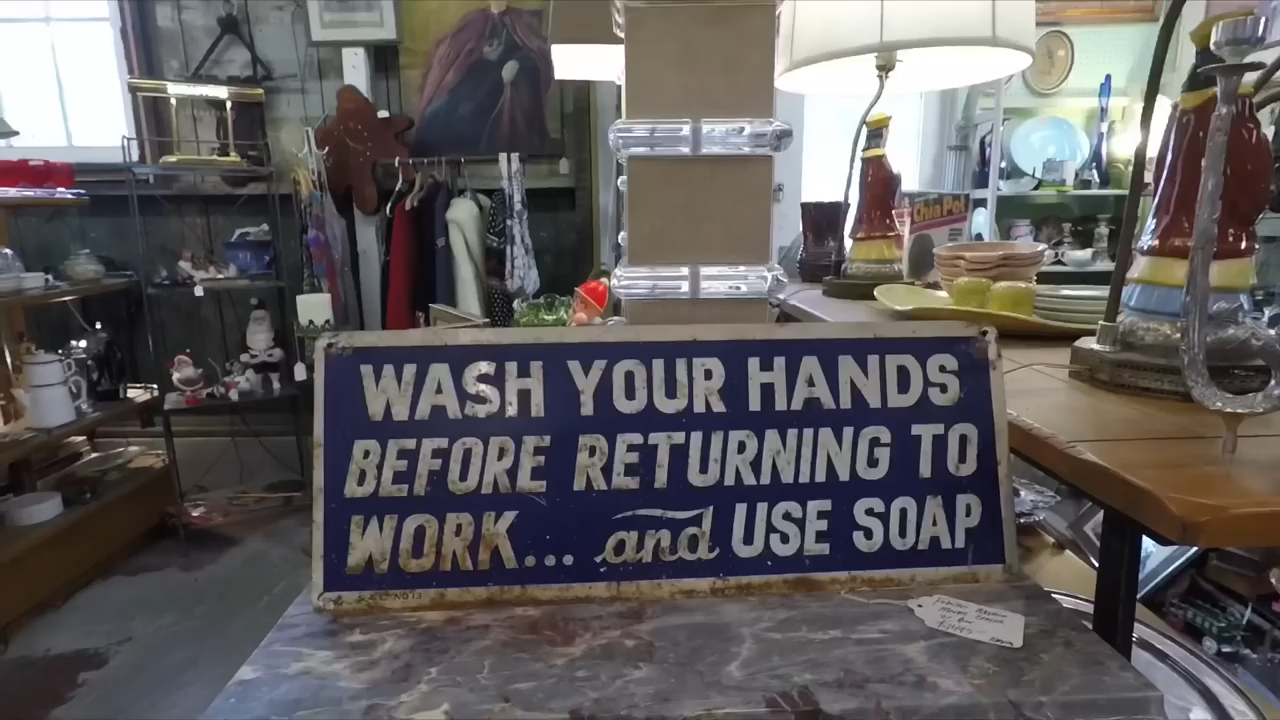 WASH YOUR HANDS
BEFORE RETURNING TO
WORK... and USE SOAP
Chia Pet